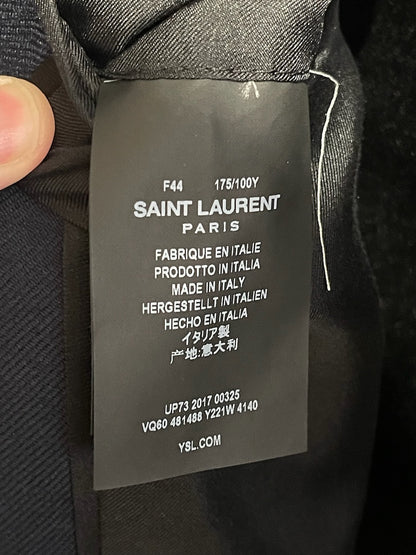 F44 175/100Y
SAINT LAURENT
PARIS
FABRIQUE EN ITALIE
PRODOTTO IN ITALIA
MADE IN ITALY
HERGESTELLT IN ITALIEN
HECHO EN ITALIA
イタリア製
产地:意大利
UP73 2017 00325
VQ60 481488 Y221W 4140
YSL.COM